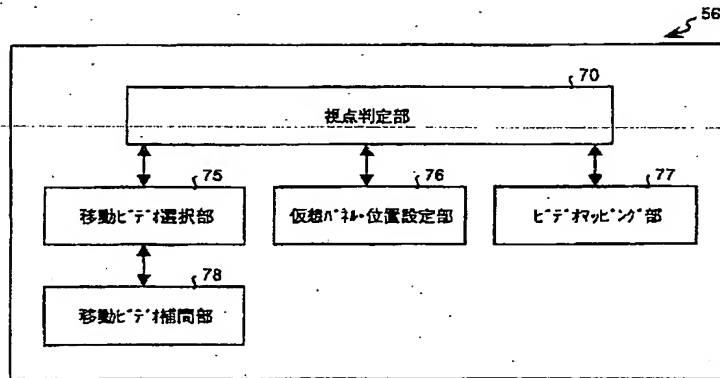 56
70
視点判定部
75
移動ビデオ選択部
76
仮想パネル・位置設定部
77
ビデオマッピング部
78
移動ビデオ補間部